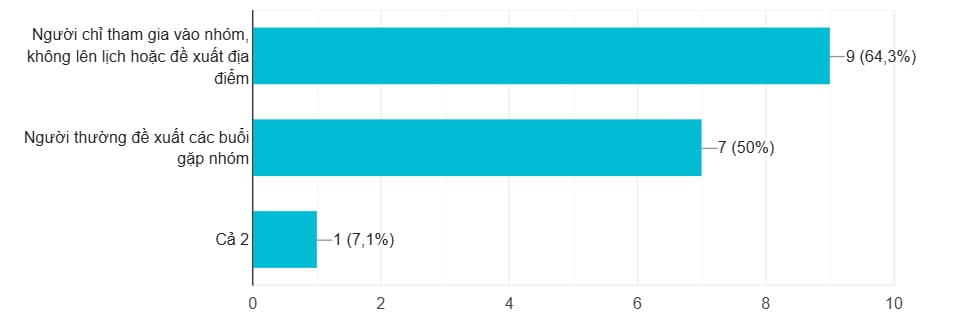 Người chỉ tham gia vào nhóm,
không lên lịch hoặc đề xuất địa
điểm
9 (64,3%)
Người thường đề xuất các buổi
gặp nhóm
7 (50%)
Cả 2
1 (7,1%)
0 2 4 6 8 10